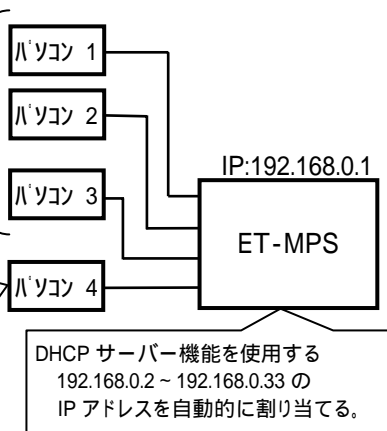 パソコン 1
パソコン 2
IP:192.168.0.1
パソコン 3
ET-MPS
パソコン 4
DHCP サーバー機能を使用する
192.168.0.2 ~ 192.168.0.33 の
IP アドレスを自動的に割り当てる。